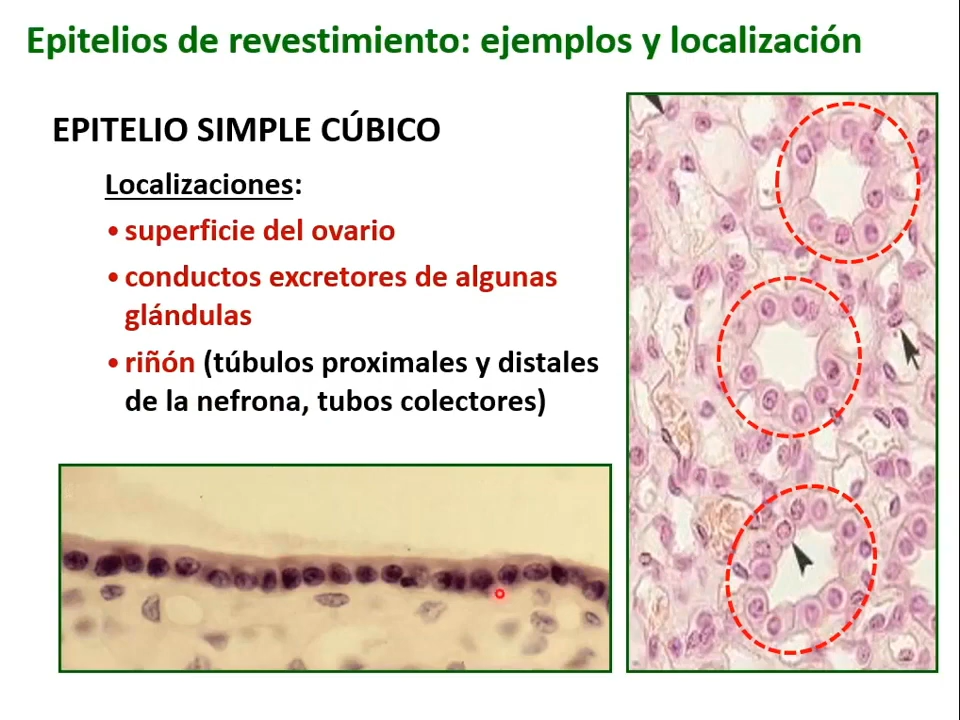 Epitelios de revestimiento: ejemplos y localización
EPITELIO SIMPLE CÚBICO
Localizaciones:
• superficie del ovario
• conductos excretores de algunas
glándulas
• riñón (túbulos proximales y distales
de la nefrona, tubos colectores)